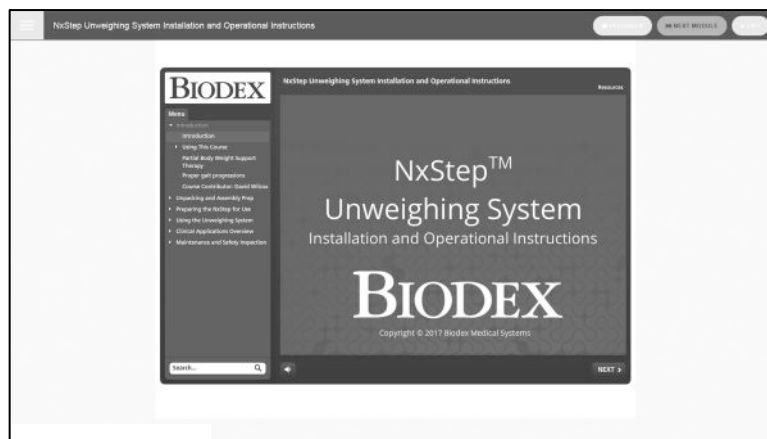 NxStep Unweighing System Installation and Operational Instructions
NEXT MODULE
BIODEX
NxStep Unweighing System Installation and Operational Instructions
Resources
Menu
Introduction
Introduction
Using This Course
Partial Body Weight Support
Therapy
Proper gait progressions
Course Contributor: David Wilcox
Unpacking and Assembly Prep
Preparing the NxStep for Use
Using the Unweighing System
Clinical Applications Overview
Maintenance and Safety Inspection
NxStep™
Unweighing System
Installation and Operational Instructions
BIODEX
Copyright © 2017 Biodex Medical Systems
Search...
NEXT >